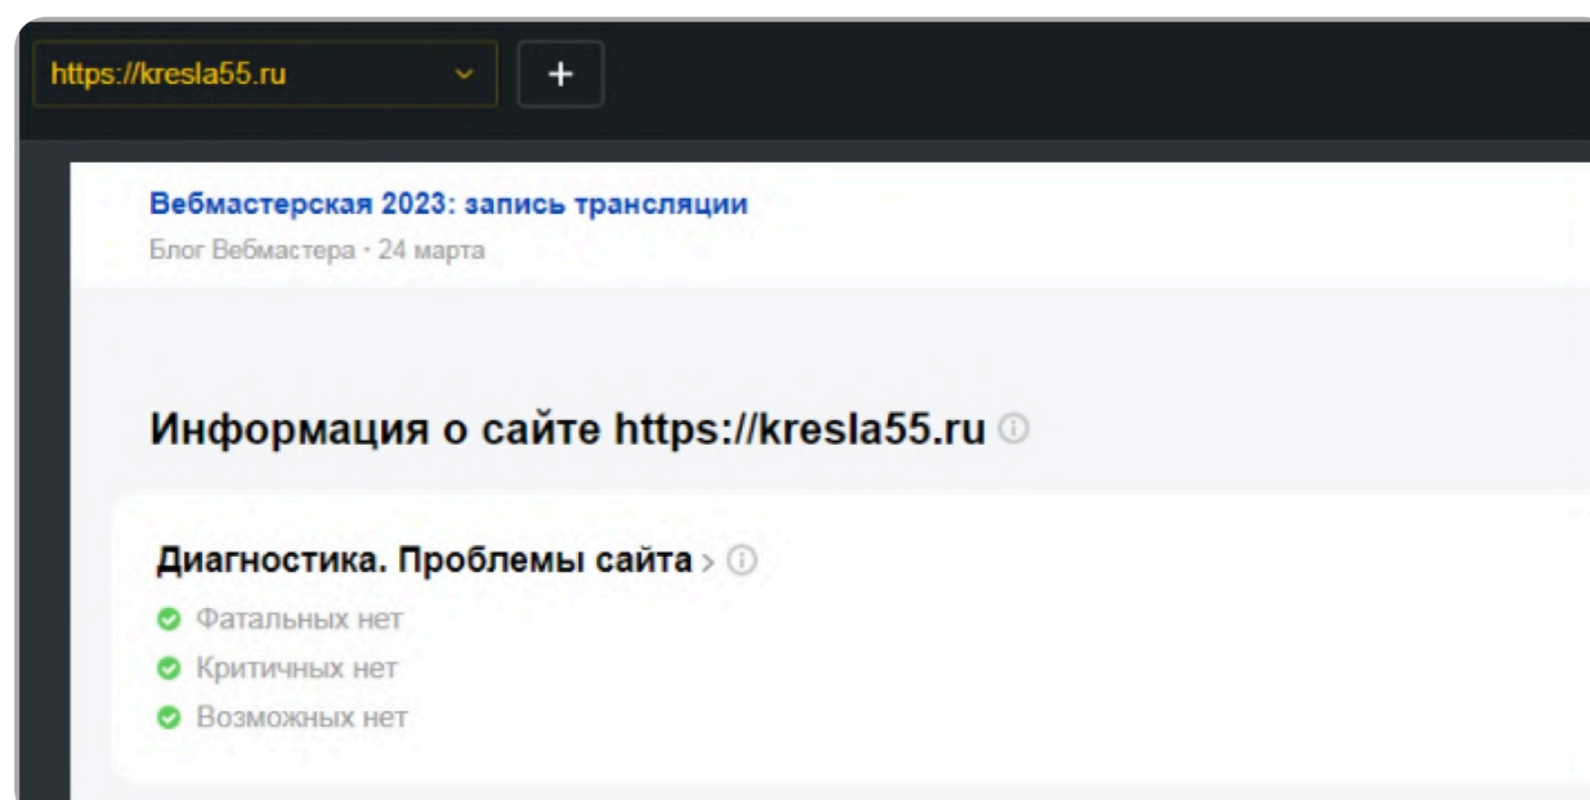 https://kresla55.ru
Вебмастерская 2023: запись трансляции
Блог Вебмастера · 24 марта
Информация о сайте https://kresla55.ru
Диагностика. Проблемы сайта
Фатальных нет
Критичных нет
Возможных нет